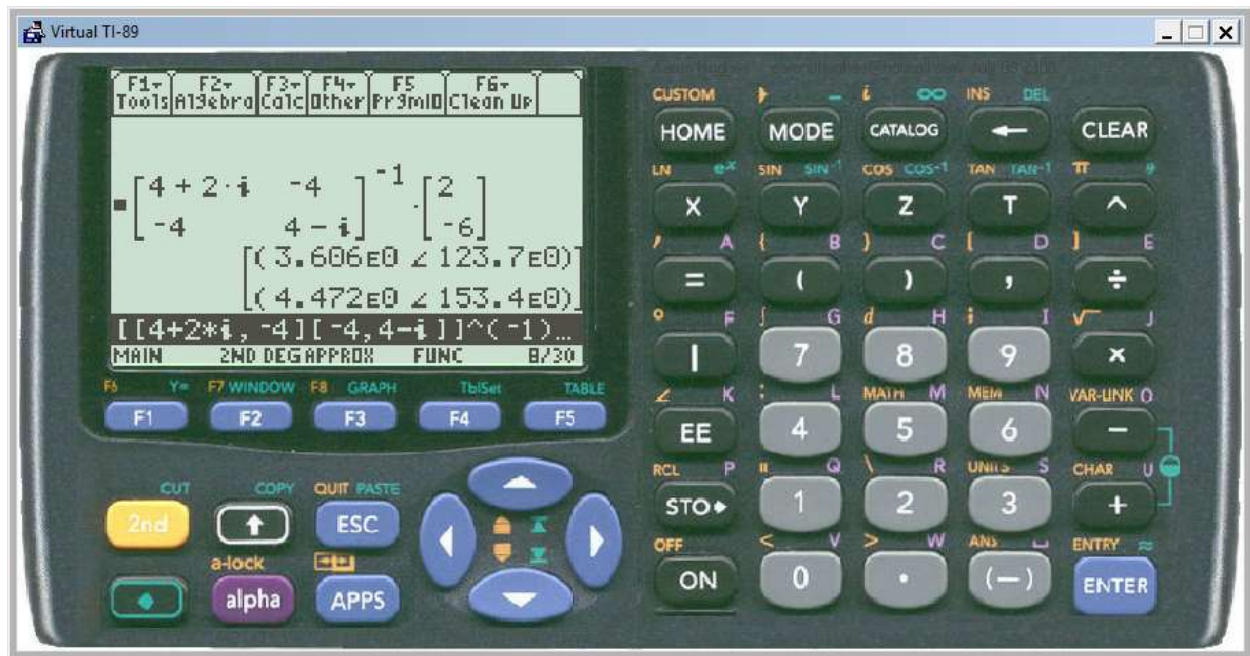 Virtual TI-89
F1 F2 F3 F4 F5 F6
Tools Algebra Calc Other PrgmIO Clean Up
[4 + 2·i -4]^-1 · [2]
[-4 4 - i] [-6]
[(3.606E0 ∠ 123.7E0)]
[(4.472E0 ∠ 153.4E0)]
[[4+2*i,-4][-4,4-i]]^(-1)…
MAIN 2ND DEG APPROX FUNC 8/30
F6 Y= F7 WINDOW F8 GRAPH TblSet TABLE
F1 F2 F3 F4 F5
CUT COPY QUIT PASTE
2nd ↑ ESC
a-lock
alpha APPS
CUSTOM i ∞ INS DEL
HOME MODE CATALOG ← CLEAR
LN e^x SIN SIN-1 COS COS-1 TAN TAN-1 π θ
X Y Z T ^
' A { B } C [ D ] E
= ( ) , ÷
° F ∫ G d H i I √ J
| 7 8 9 ×
∠ K : L MATH M MEM N VAR-LINK O
EE 4 5 6 −
RCL P " Q \ R UNITS S CHAR U
STO▸ 1 2 3 +
OFF < V > W ANS ENTRY ≈
ON 0 . (−) ENTER